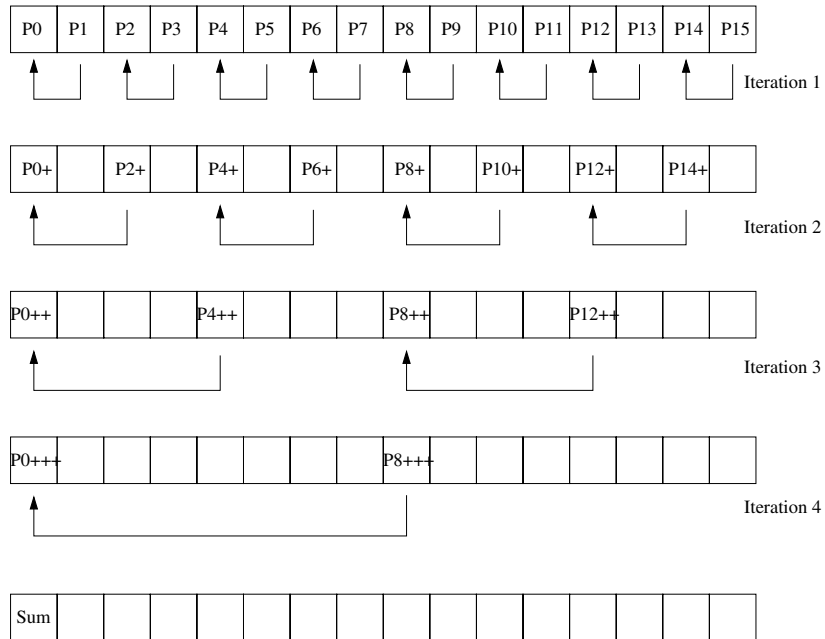 P0 P1 P2 P3 P4 P5 P6 P7 P8 P9 P10 P11 P12 P13 P14 P15
Iteration 1
P0+ P2+ P4+ P6+ P8+ P10+ P12+ P14+
Iteration 2
P0++ P4++ P8++ P12++
Iteration 3
P0+++ P8+++
Iteration 4
Sum